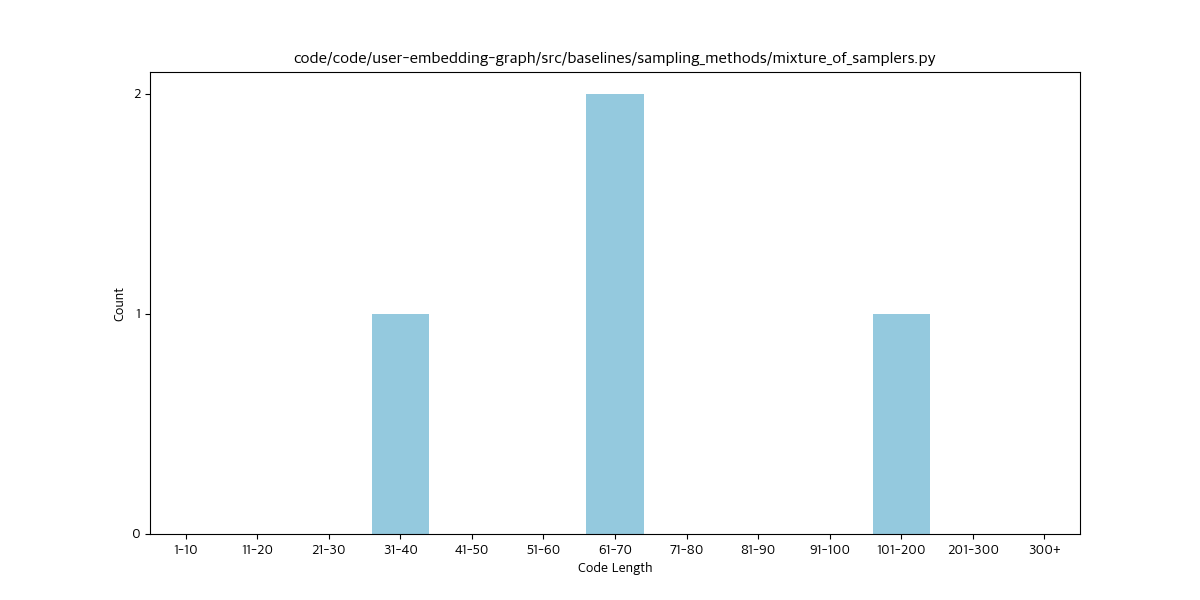 code/code/user-embedding-graph/src/baselines/sampling_methods/mixture_of_samplers.py
2
1
0
Count
1-10 11-20 21-30 31-40 41-50 51-60 61-70 71-80 81-90 91-100 101-200 201-300 300+
Code Length